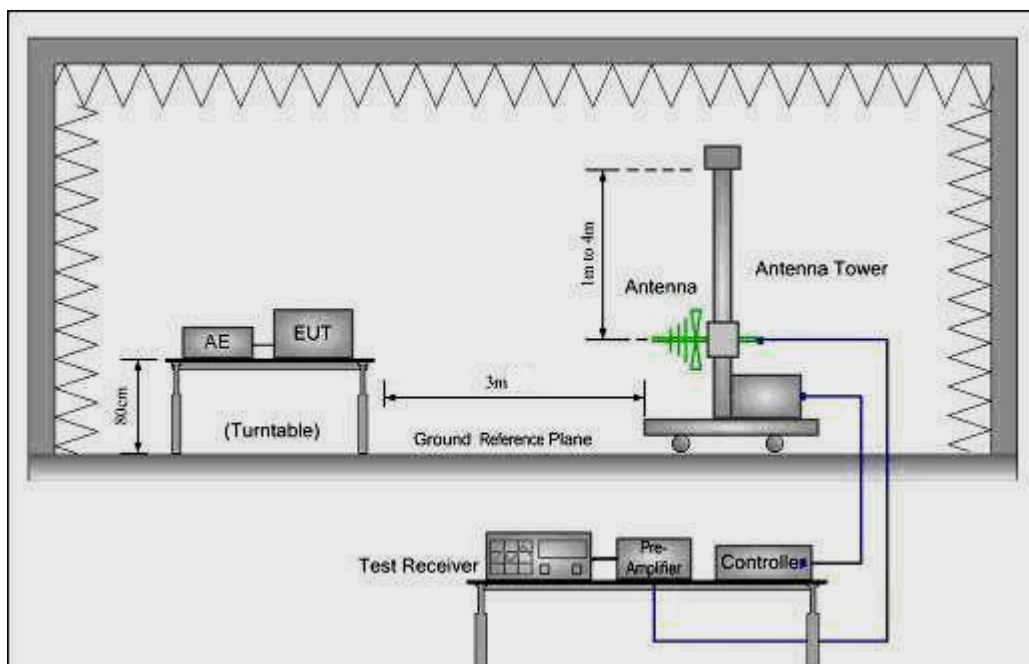 1m to 4m
Antenna Tower
Antenna
AE
EUT
3m
80cm
(Turntable)
Ground Reference Plane
Test Receiver
Pre-
Amplifier
Controller